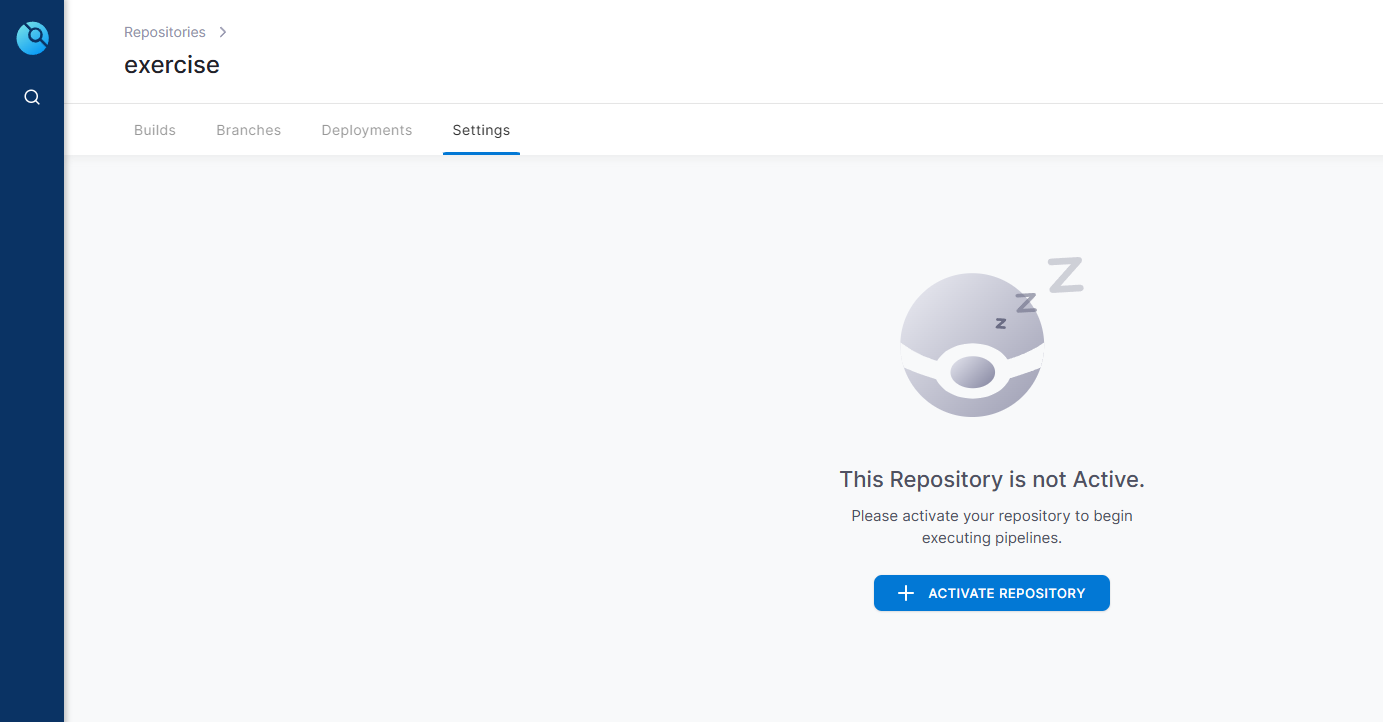 Repositories
exercise
Builds Branches Deployments Settings
z z Z
This Repository is not Active.
Please activate your repository to begin
executing pipelines.
ACTIVATE REPOSITORY